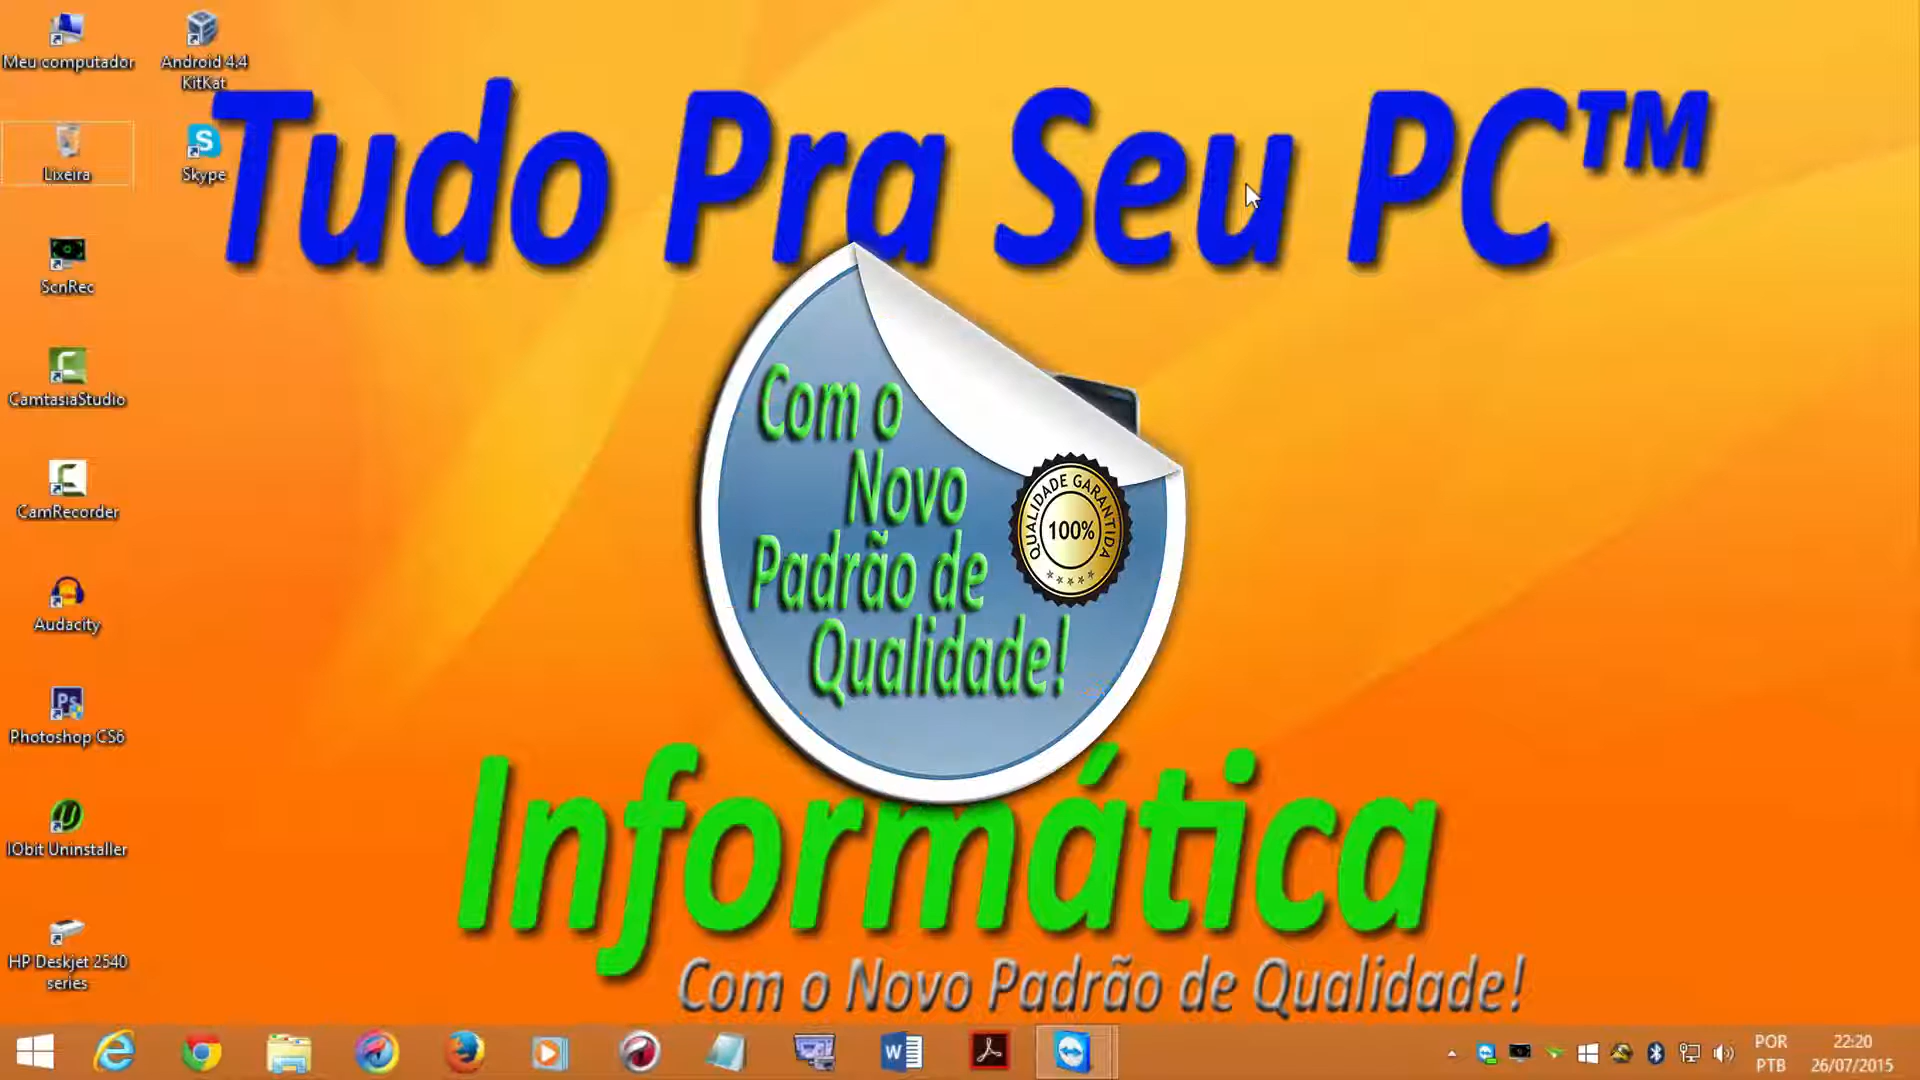 Meu computador
Android 4.4
KitKat
Lixeira
Skype
ScnRec
CamtasiaStudio
CamRecorder
Audacity
Ps
Photoshop CS6
IObit Uninstaller
HP Deskjet 2540
series
Tudo Pra Seu PC™
Com o
Novo
Padrão de
Qualidade!
QUALIDADE GARANTIDA
100%
Informática
Com o Novo Padrão de Qualidade!
POR
PTB
22:20
26/07/2015